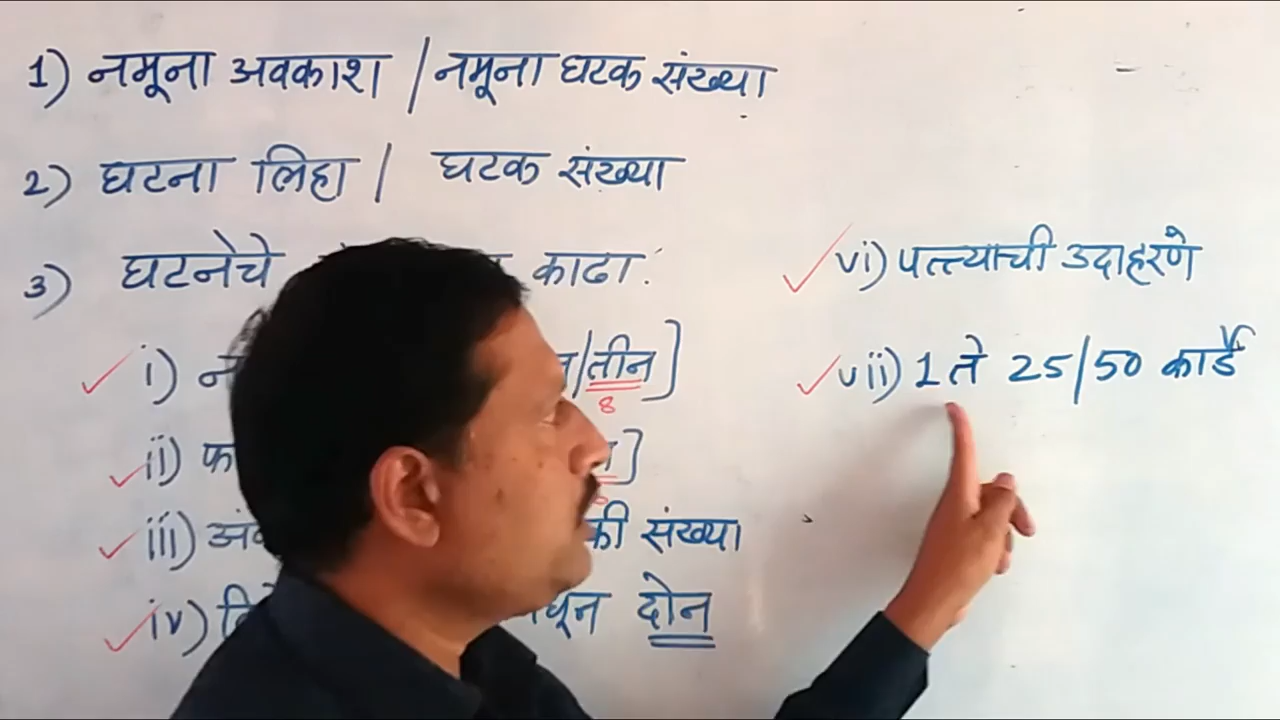 1) नमूना अवकाश / नमूना घटक संख्या
2) घटना लिहा / घटक संख्या
3) घटनेचे काढा.
i) /तीन]
8
ii)
iii) की संख्या
iv) दोन
vi) पत्त्याची उदाहरणे
vii) 1 ते 25/50 कार्डे